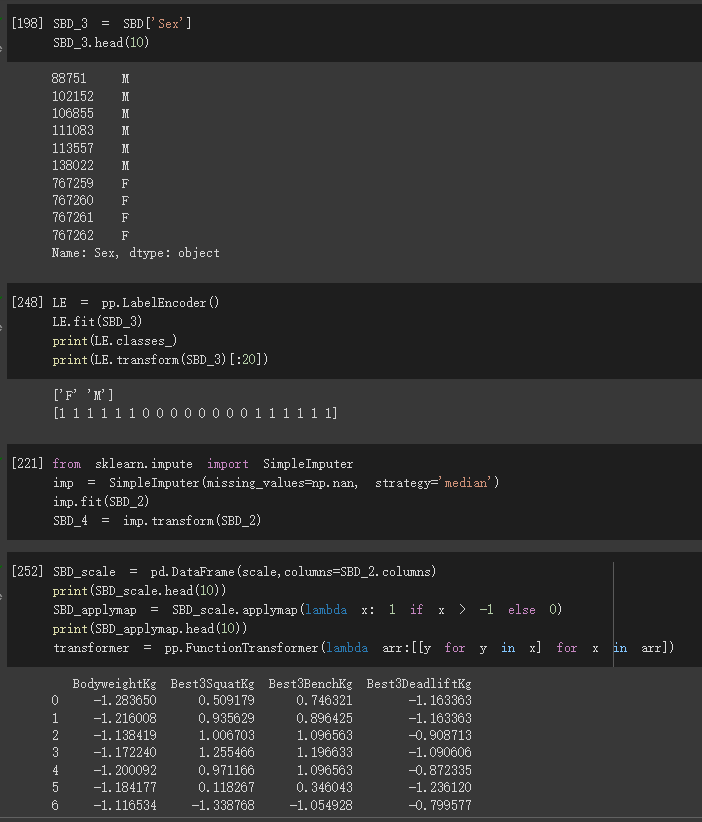 [198] SBD_3 = SBD['Sex']
SBD_3.head(10)
88751 M
102152 M
106855 M
111083 M
113557 M
138022 M
767259 F
767260 F
767261 F
767262 F
Name: Sex, dtype: object
[248] LE = pp.LabelEncoder()
LE.fit(SBD_3)
print(LE.classes_)
print(LE.transform(SBD_3)[:20])
['F' 'M']
[1 1 1 1 1 1 0 0 0 0 0 0 0 0 1 1 1 1 1 1]
[221] from sklearn.impute import SimpleImputer
imp = SimpleImputer(missing_values=np.nan, strategy='median')
imp.fit(SBD_2)
SBD_4 = imp.transform(SBD_2)
[252] SBD_scale = pd.DataFrame(scale,columns=SBD_2.columns)
print(SBD_scale.head(10))
SBD_applymap = SBD_scale.applymap(lambda x: 1 if x > -1 else 0)
print(SBD_applymap.head(10))
transformer = pp.FunctionTransformer(lambda arr:[[y for y in x] for x in arr])
BodyweightKg Best3SquatKg Best3BenchKg Best3DeadliftKg
0 -1.283650 0.509179 0.746321 -1.163363
1 -1.216008 0.935629 0.896425 -1.163363
2 -1.138419 1.006703 1.096563 -0.908713
3 -1.172240 1.255466 1.196633 -1.090606
4 -1.200092 0.971166 1.096563 -0.872335
5 -1.184177 0.118267 0.346043 -1.236120
6 -1.116534 -1.338768 -1.054928 -0.799577